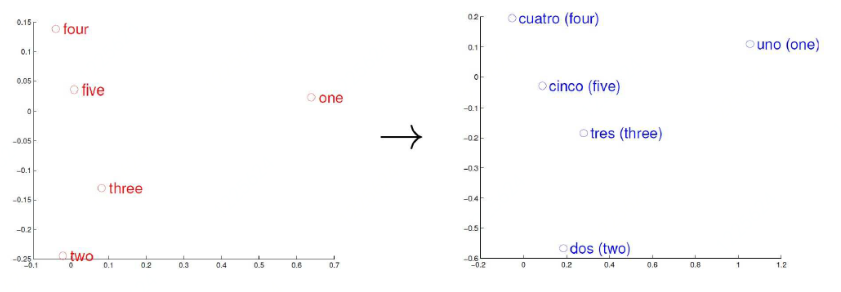 0.15
four
0.1
0.05
five
one
0
−0.05
−0.1
three
−0.15
−0.2
two
−0.25
−0.1 0 0.1 0.2 0.3 0.4 0.5 0.6 0.7
→
0.2
cuatro (four)
uno (one)
0.1
0
cinco (five)
−0.1
tres (three)
−0.2
−0.3
−0.4
−0.5
dos (two)
−0.6
−0.2 0 0.2 0.4 0.6 0.8 1 1.2